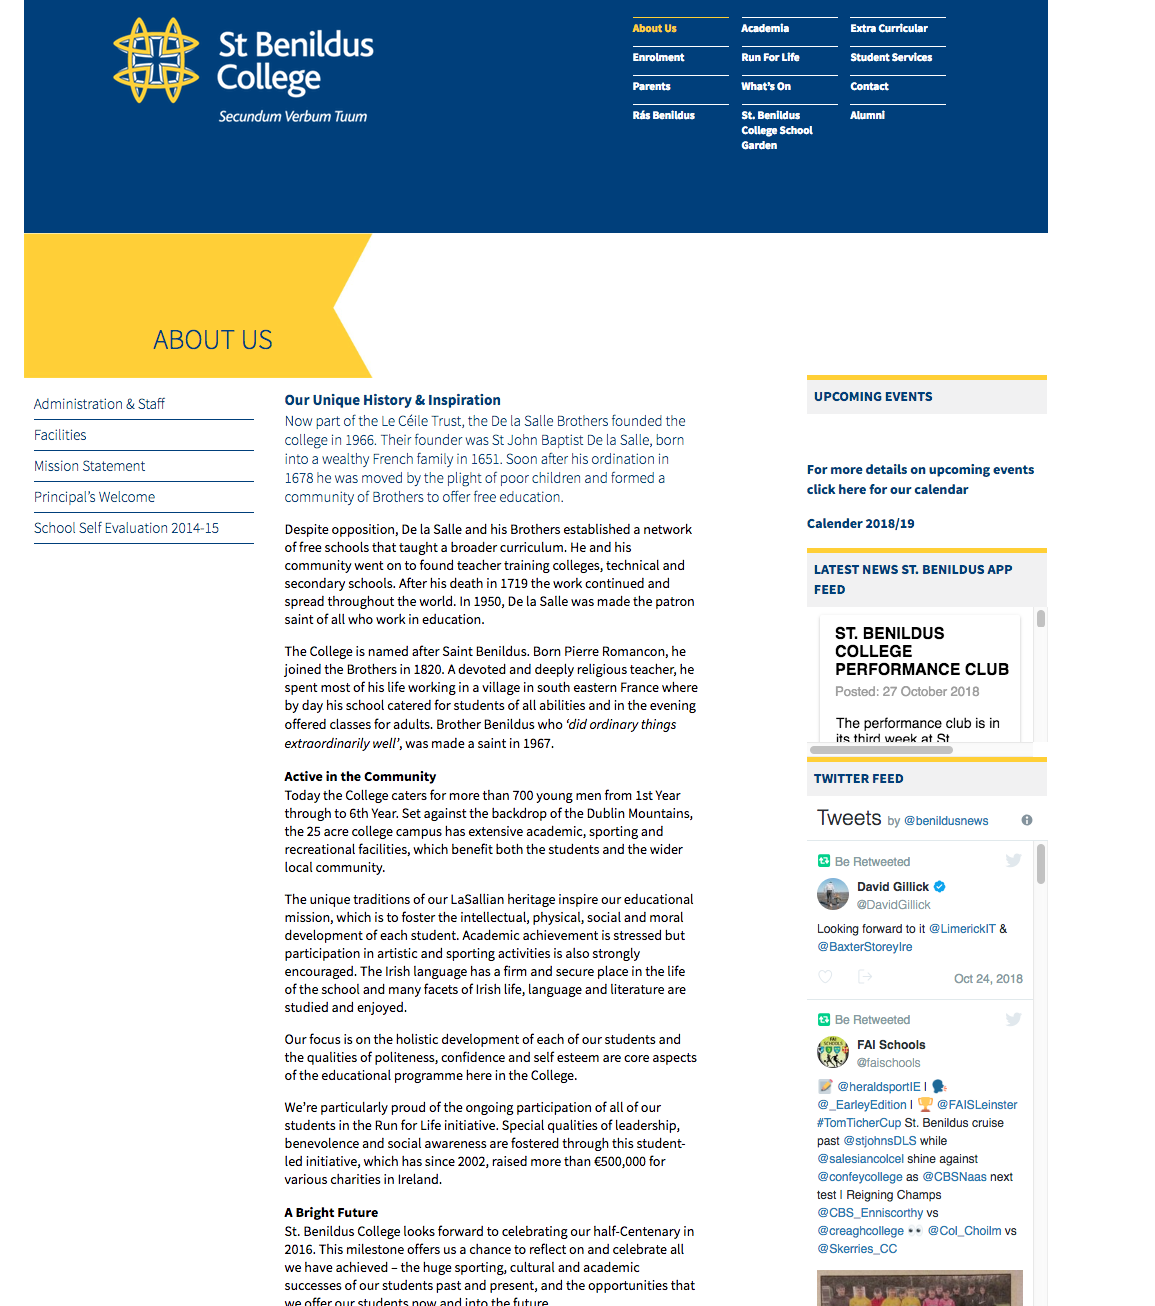 St Benildus
College
Secundum Verbum Tuum
About Us
Academia
Extra Curricular
Enrolment
Run For Life
Student Services
Parents
What's On
Contact
Rás Benildus
St. Benildus
College School
Garden
Alumni
ABOUT US
Administration & Staff
Facilities
Mission Statement
Principal's Welcome
School Self Evaluation 2014-15
Our Unique History & Inspiration
Now part of the Le Céile Trust, the De la Salle Brothers founded the
college in 1966. Their founder was St John Baptist De la Salle, born
into a wealthy French family in 1651. Soon after his ordination in
1678 he was moved by the plight of poor children and formed a
community of Brothers to offer free education.
Despite opposition, De la Salle and his Brothers established a network
of free schools that taught a broader curriculum. He and his
community went on to found teacher training colleges, technical and
secondary schools. After his death in 1719 the work continued and
spread throughout the world. In 1950, De la Salle was made the patron
saint of all who work in education.
The College is named after Saint Benildus. Born Pierre Romancon, he
joined the Brothers in 1820. A devoted and deeply religious teacher, he
spent most of his life working in a village in south eastern France where
by day his school catered for students of all abilities and in the evening
offered classes for adults. Brother Benildus who 'did ordinary things
extraordinarily well', was made a saint in 1967.
Active in the Community
Today the College caters for more than 700 young men from 1st Year
through to 6th Year. Set against the backdrop of the Dublin Mountains,
the 25 acre college campus has extensive academic, sporting and
recreational facilities, which benefit both the students and the wider
local community.
The unique traditions of our LaSallian heritage inspire our educational
mission, which is to foster the intellectual, physical, social and moral
development of each student. Academic achievement is stressed but
participation in artistic and sporting activities is also strongly
encouraged. The Irish language has a firm and secure place in the life
of the school and many facets of Irish life, language and literature are
studied and enjoyed.
Our focus is on the holistic development of each of our students and
the qualities of politeness, confidence and self esteem are core aspects
of the educational programme here in the College.
We're particularly proud of the ongoing participation of all of our
students in the Run for Life initiative. Special qualities of leadership,
benevolence and social awareness are fostered through this student-
led initiative, which has since 2002, raised more than €500,000 for
various charities in Ireland.
A Bright Future
St. Benildus College looks forward to celebrating our half-Centenary in
2016. This milestone offers us a chance to reflect on and celebrate all
we have achieved – the huge sporting, cultural and academic
successes of our students past and present, and the opportunities that
we offer our students now and into the future.
UPCOMING EVENTS
For more details on upcoming events
click here for our calendar
Calender 2018/19
LATEST NEWS ST. BENILDUS APP
FEED
ST. BENILDUS
COLLEGE
PERFORMANCE CLUB
Posted: 27 October 2018
The performance club is in
its third week at St
TWITTER FEED
Tweets by @benildusnews
Be Retweeted
David Gillick
@DavidGillick
Looking forward to it @LimerickIT &
@BaxterStoreyIre
Oct 24, 2018
Be Retweeted
FAI Schools
@faischools
@heraldsportIE |
@_EarleyEdition | @FAISLeinster
#TomTicherCup St. Benildus cruise
past @stjohnsDLS while
@salesiancolcel shine against
@confeycollege as @CBSNaas next
test | Reigning Champs
@CBS_Enniscorthy vs
@creaghcollege @Col_Choilm vs
@Skerries_CC